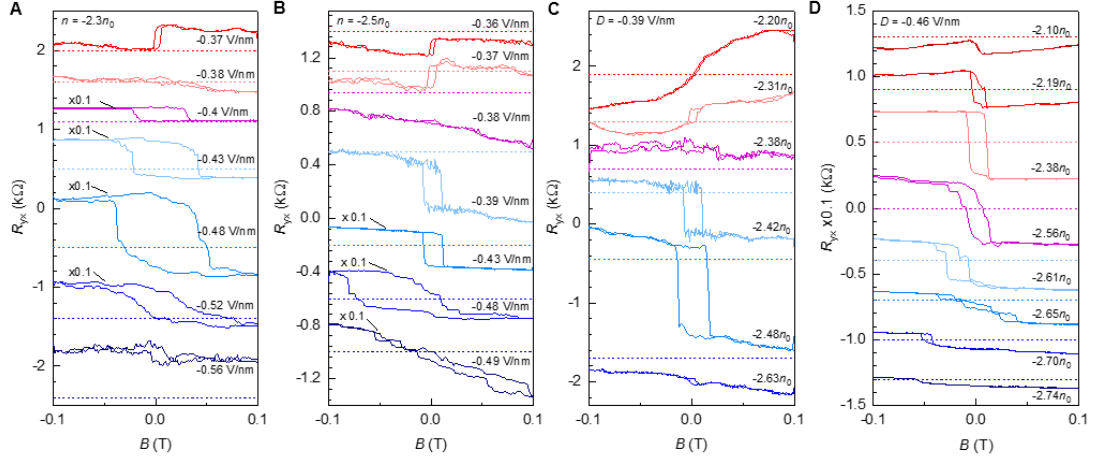 A
n = -2.3n₀
-0.37 V/nm
-0.38 V/nm
x0.1
-0.4 V/nm
x0.1
-0.43 V/nm
x0.1
-0.48 V/nm
x0.1
-0.52 V/nm
-0.56 V/nm
2
1
0
-1
-2
Ryx (kΩ)
-0.1
0.0
0.1
B (T)
B
n = -2.5n₀
-0.36 V/nm
-0.37 V/nm
-0.38 V/nm
-0.39 V/nm
x 0.1
-0.43 V/nm
x 0.1
-0.48 V/nm
x 0.1
-0.49 V/nm
1.2
0.8
0.4
0.0
-0.4
-0.8
-1.2
Ryx (kΩ)
-0.1
0.0
0.1
B (T)
C
D = -0.39 V/nm
-2.20n₀
-2.31n₀
-2.38n₀
-2.42n₀
-2.48n₀
-2.63n₀
2
1
0
-1
-2
Ryx (kΩ)
-0.1
0.0
0.1
B (T)
D
D = -0.46 V/nm
-2.10n₀
-2.19n₀
-2.38n₀
-2.56n₀
-2.61n₀
-2.65n₀
-2.70n₀
-2.74n₀
1.5
1.0
0.5
0.0
-0.5
-1.0
-1.5
Ryx x0.1 (kΩ)
-0.1
0.0
0.1
B (T)